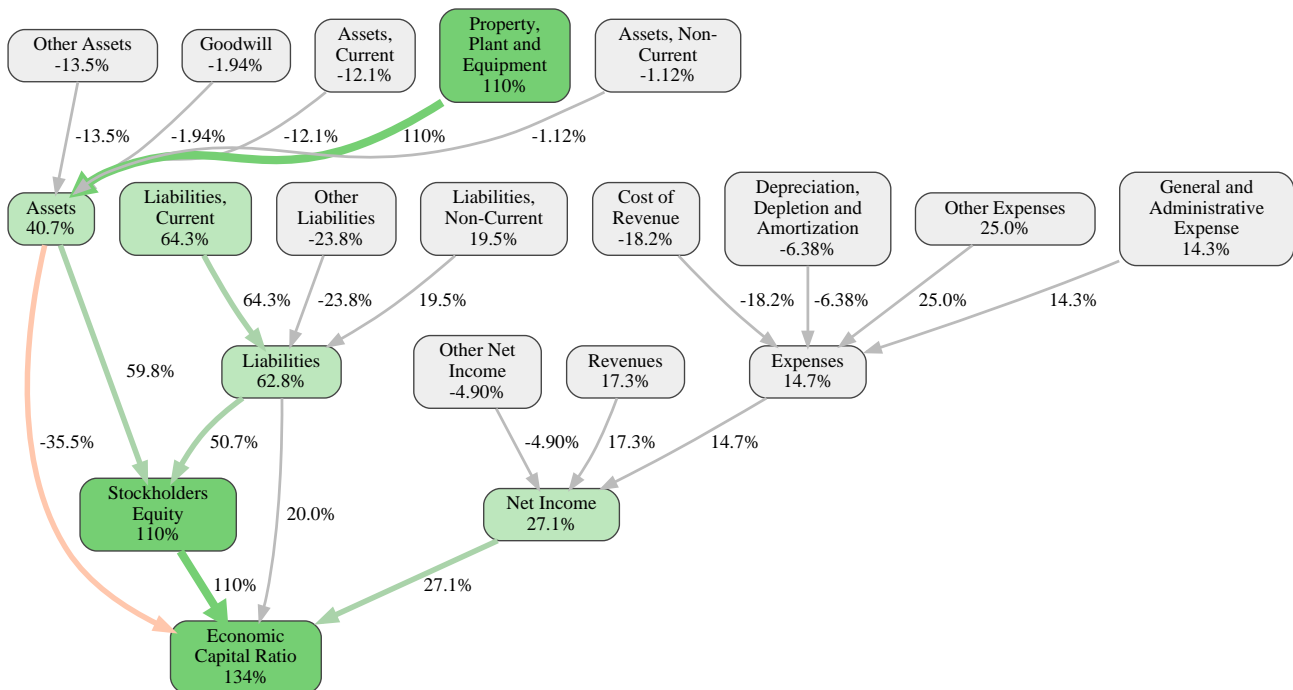 Other Assets
-13.5%
Goodwill
-1.94%
Assets,
Current
-12.1%
Property,
Plant and
Equipment
110%
Assets, Non-
Current
-1.12%
-13.5%
-1.94%
-12.1%
110%
-1.12%
Assets
40.7%
Liabilities,
Current
64.3%
Other
Liabilities
-23.8%
Liabilities,
Non-Current
19.5%
Cost of
Revenue
-18.2%
Depreciation,
Depletion and
Amortization
-6.38%
Other Expenses
25.0%
General and
Administrative
Expense
14.3%
64.3%
-23.8%
19.5%
-18.2%
-6.38%
25.0%
14.3%
59.8%
Liabilities
62.8%
Other Net
Income
-4.90%
Revenues
17.3%
Expenses
14.7%
-35.5%
50.7%
-4.90%
17.3%
14.7%
Stockholders
Equity
110%
20.0%
Net Income
27.1%
110%
27.1%
Economic
Capital Ratio
134%